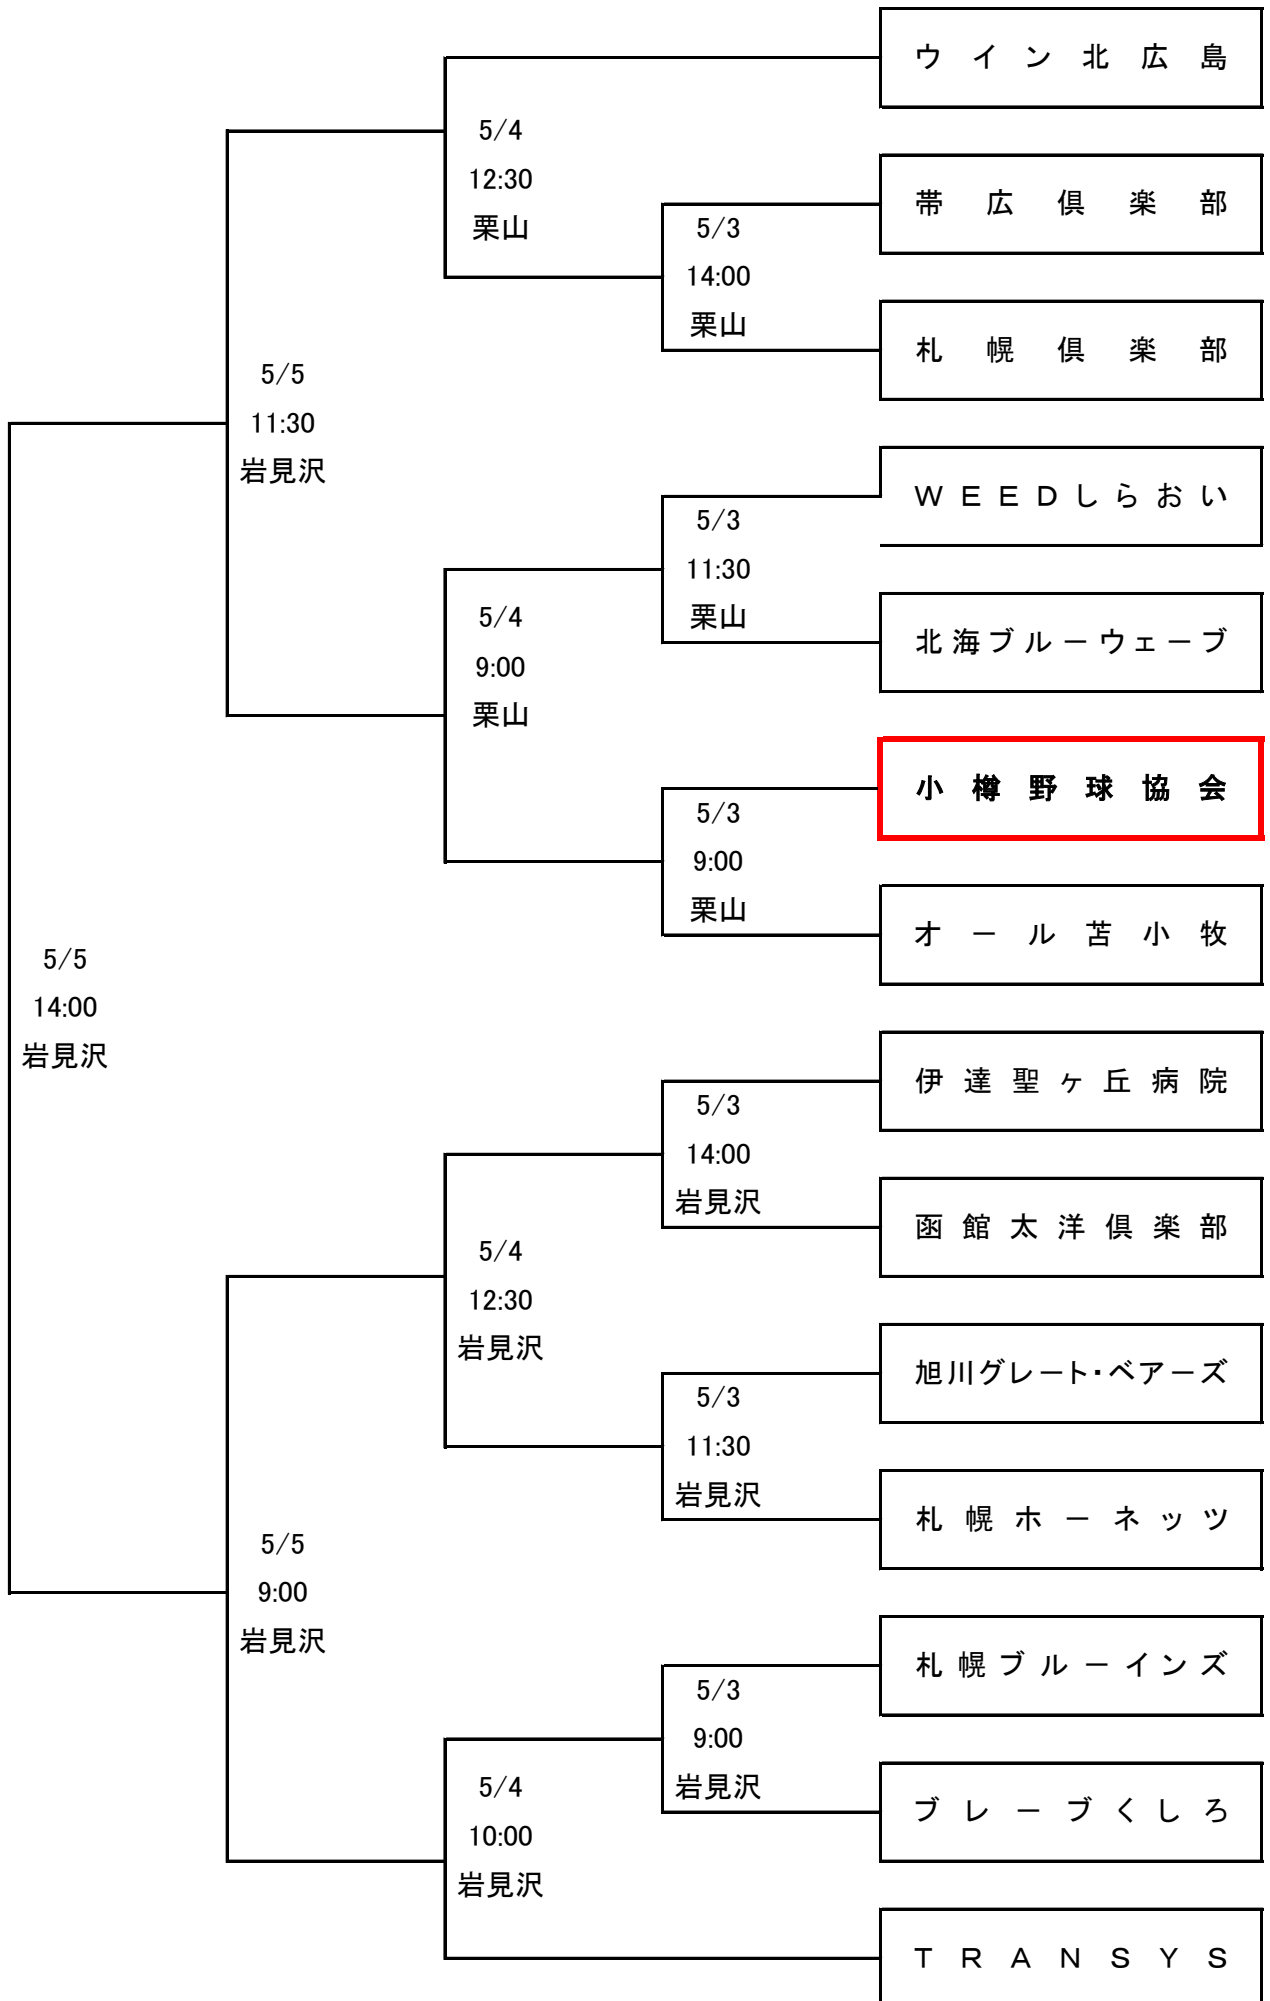 ウイン北広島
5/4
12:30
栗山
帯広倶楽部
5/3
14:00
栗山
札幌倶楽部
5/5
11:30
岩見沢
WEEDしらおい
5/3
11:30
栗山
北海ブルーウェーブ
5/4
9:00
栗山
小樽野球協会
5/3
9:00
栗山
オール苫小牧
5/5
14:00
岩見沢
伊達聖ヶ丘病院
5/3
14:00
岩見沢
函館太洋倶楽部
5/4
12:30
岩見沢
旭川グレート・ベアーズ
5/3
11:30
岩見沢
札幌ホーネッツ
5/5
9:00
岩見沢
札幌ブルーインズ
5/3
9:00
岩見沢
ブレーブくしろ
5/4
10:00
岩見沢
TRANSYS